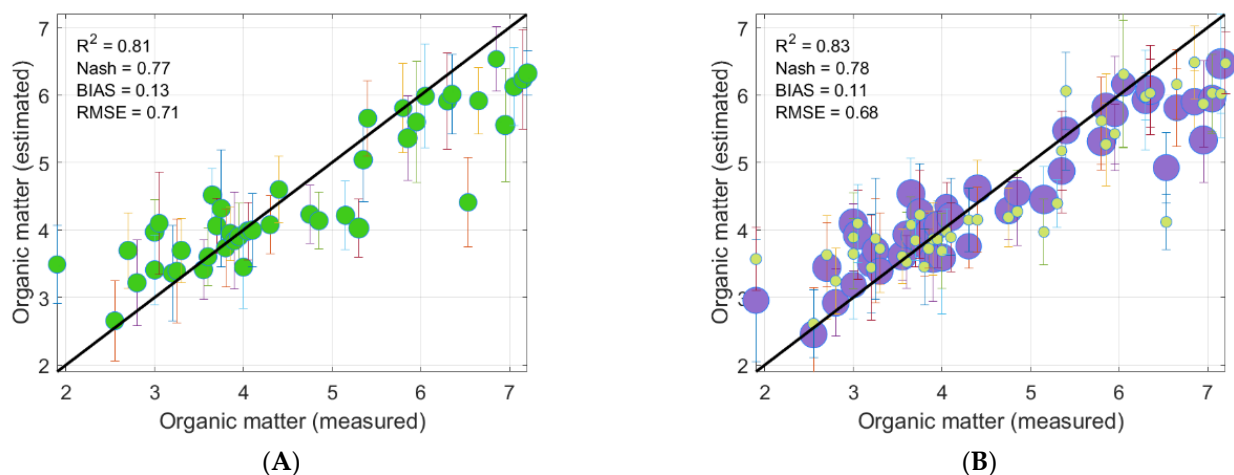 R² = 0.81
Nash = 0.77
BIAS = 0.13
RMSE = 0.71
Organic matter (estimated)
7
6
5
4
3
2
2 3 4 5 6 7
Organic matter (measured)
(A)
R² = 0.83
Nash = 0.78
BIAS = 0.11
RMSE = 0.68
Organic matter (estimated)
7
6
5
4
3
2
2 3 4 5 6 7
Organic matter (measured)
(B)